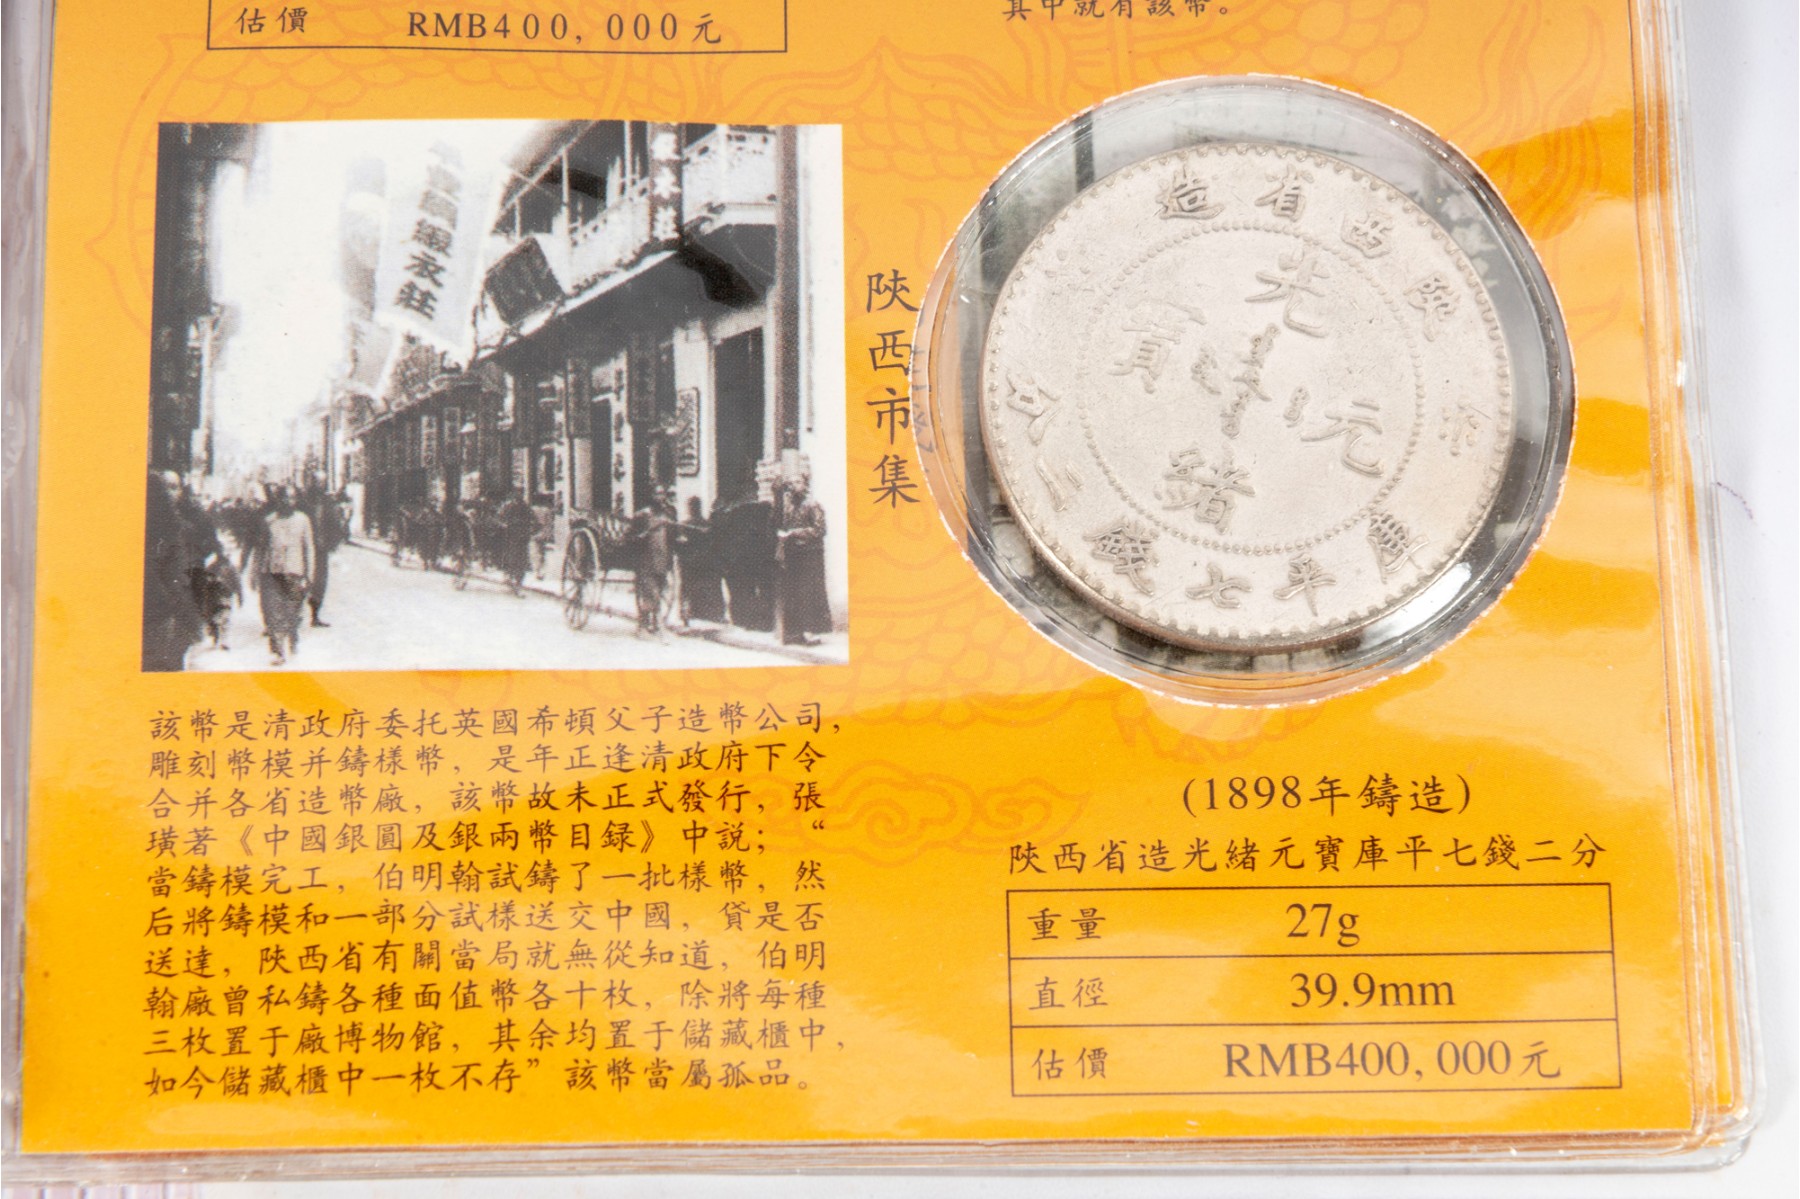 估價 RMB400,000元
其中就有該幣。
陝西市集
該幣是清政府委托英國希頓父子造幣公司,
雕刻幣模并鑄樣幣，是年正逢清政府下令
合并各省造幣廠，該幣故未正式發行，張
璜著《中國銀圓及銀兩幣目録》中説；“
當鑄模完工，伯明翰試鑄了一批樣幣，然
后將鑄模和一部分試樣送交中國，貸是否
送達，陝西省有關當局就無從知道，伯明
翰廠曾私鑄各種面值幣各十枚，除將每種
三枚置于廠博物館，其余均置于儲藏櫃中，
如今儲藏櫃中一枚不存”該幣當屬孤品。
陝西省造
光緒元寶
庫平七錢二分
(1898年鑄造)
陝西省造光緒元寶庫平七錢二分
重量 27g
直徑 39.9mm
估價 RMB400,000元